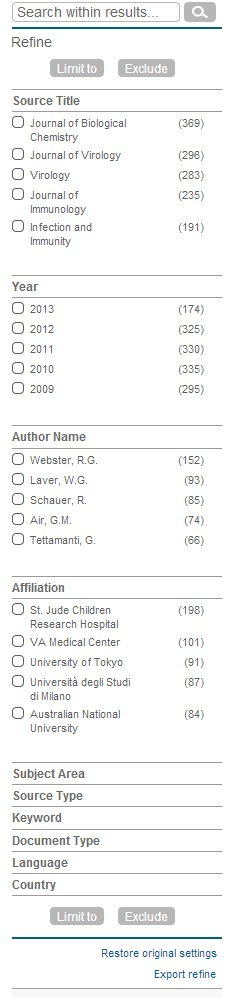 Search within results...
Refine
Limit to Exclude
Source Title
Journal of Biological (369)
Chemistry
Journal of Virology (296)
Virology (283)
Journal of (235)
Immunology
Infection and (191)
Immunity
Year
2013 (174)
2012 (325)
2011 (330)
2010 (335)
2009 (295)
Author Name
Webster, R.G. (152)
Laver, W.G. (93)
Schauer, R. (85)
Air, G.M. (74)
Tettamanti, G. (66)
Affiliation
St. Jude Children (198)
Research Hospital
VA Medical Center (101)
University of Tokyo (91)
Università degli Studi (87)
di Milano
Australian National (84)
University
Subject Area
Source Type
Keyword
Document Type
Language
Country
Limit to Exclude
Restore original settings
Export refine